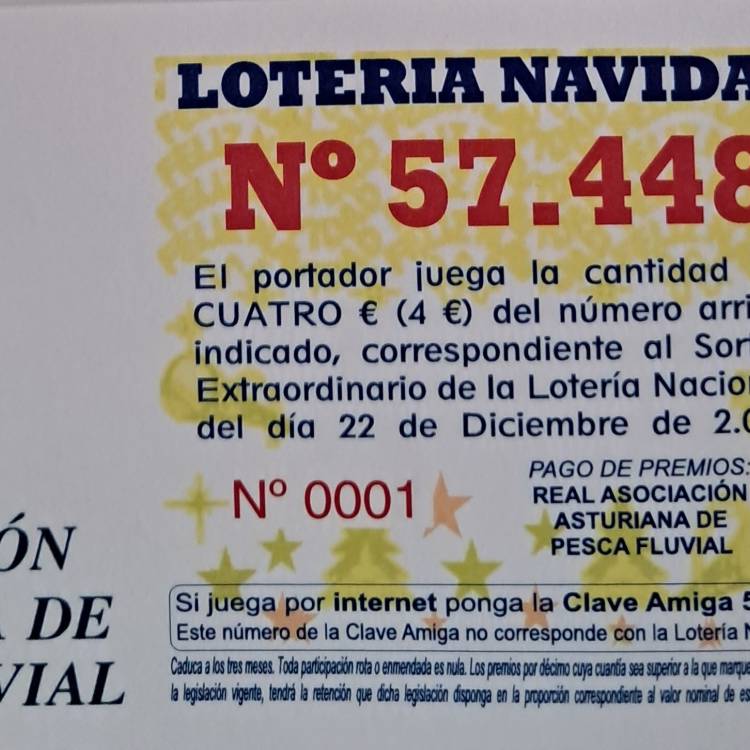 LOTERIA NAVIDA
Nº 57.448
El portador juega la cantidad
CUATRO € (4 €) del número arri
indicado, correspondiente al Sort
Extraordinario de la Lotería Nacio
del día 22 de Diciembre de 2.0
Nº 0001
PAGO DE PREMIOS:
REAL ASOCIACIÓN
ASTURIANA DE
PESCA FLUVIAL
ÓN
A DE
VIAL
Si juega por internet ponga la Clave Amiga 5
Este número de la Clave Amiga no corresponde con la Lotería N
Caduca a los tres meses. Toda participación rota o enmendada es nula. Los premios por décimo cuya cuantía sea superior a la que marque
la legislación vigente, tendrá la retención que dicha legislación disponga en la proporción correspondiente al valor nominal de es